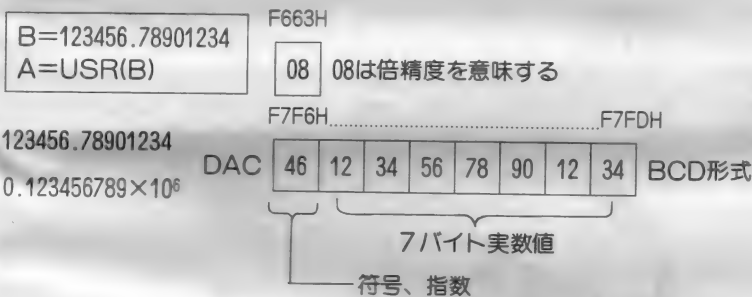 B=123456.78901234
A=USR(B)
F663H
08 08は倍精度を意味する
F7F6H F7FDH
123456.78901234
0.123456789×10⁶
DAC 46 12 34 56 78 90 12 34 BCD形式
7バイト実数値
符号、指数